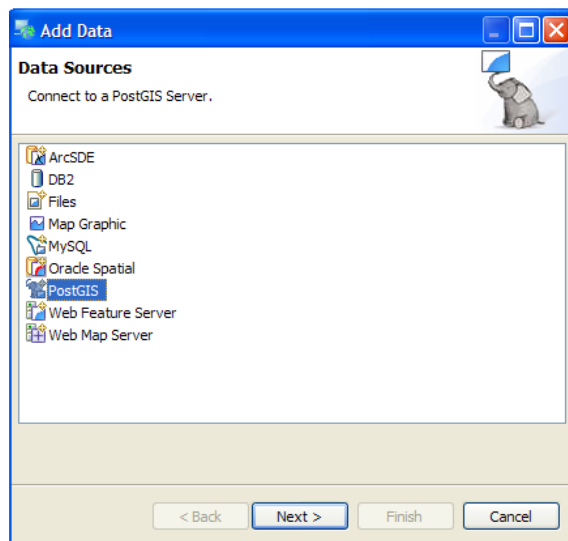 Add Data
Data Sources
Connect to a PostGIS Server.
ArcSDE
DB2
Files
Map Graphic
MySQL
Oracle Spatial
PostGIS
Web Feature Server
Web Map Server
< Back Next > Finish Cancel